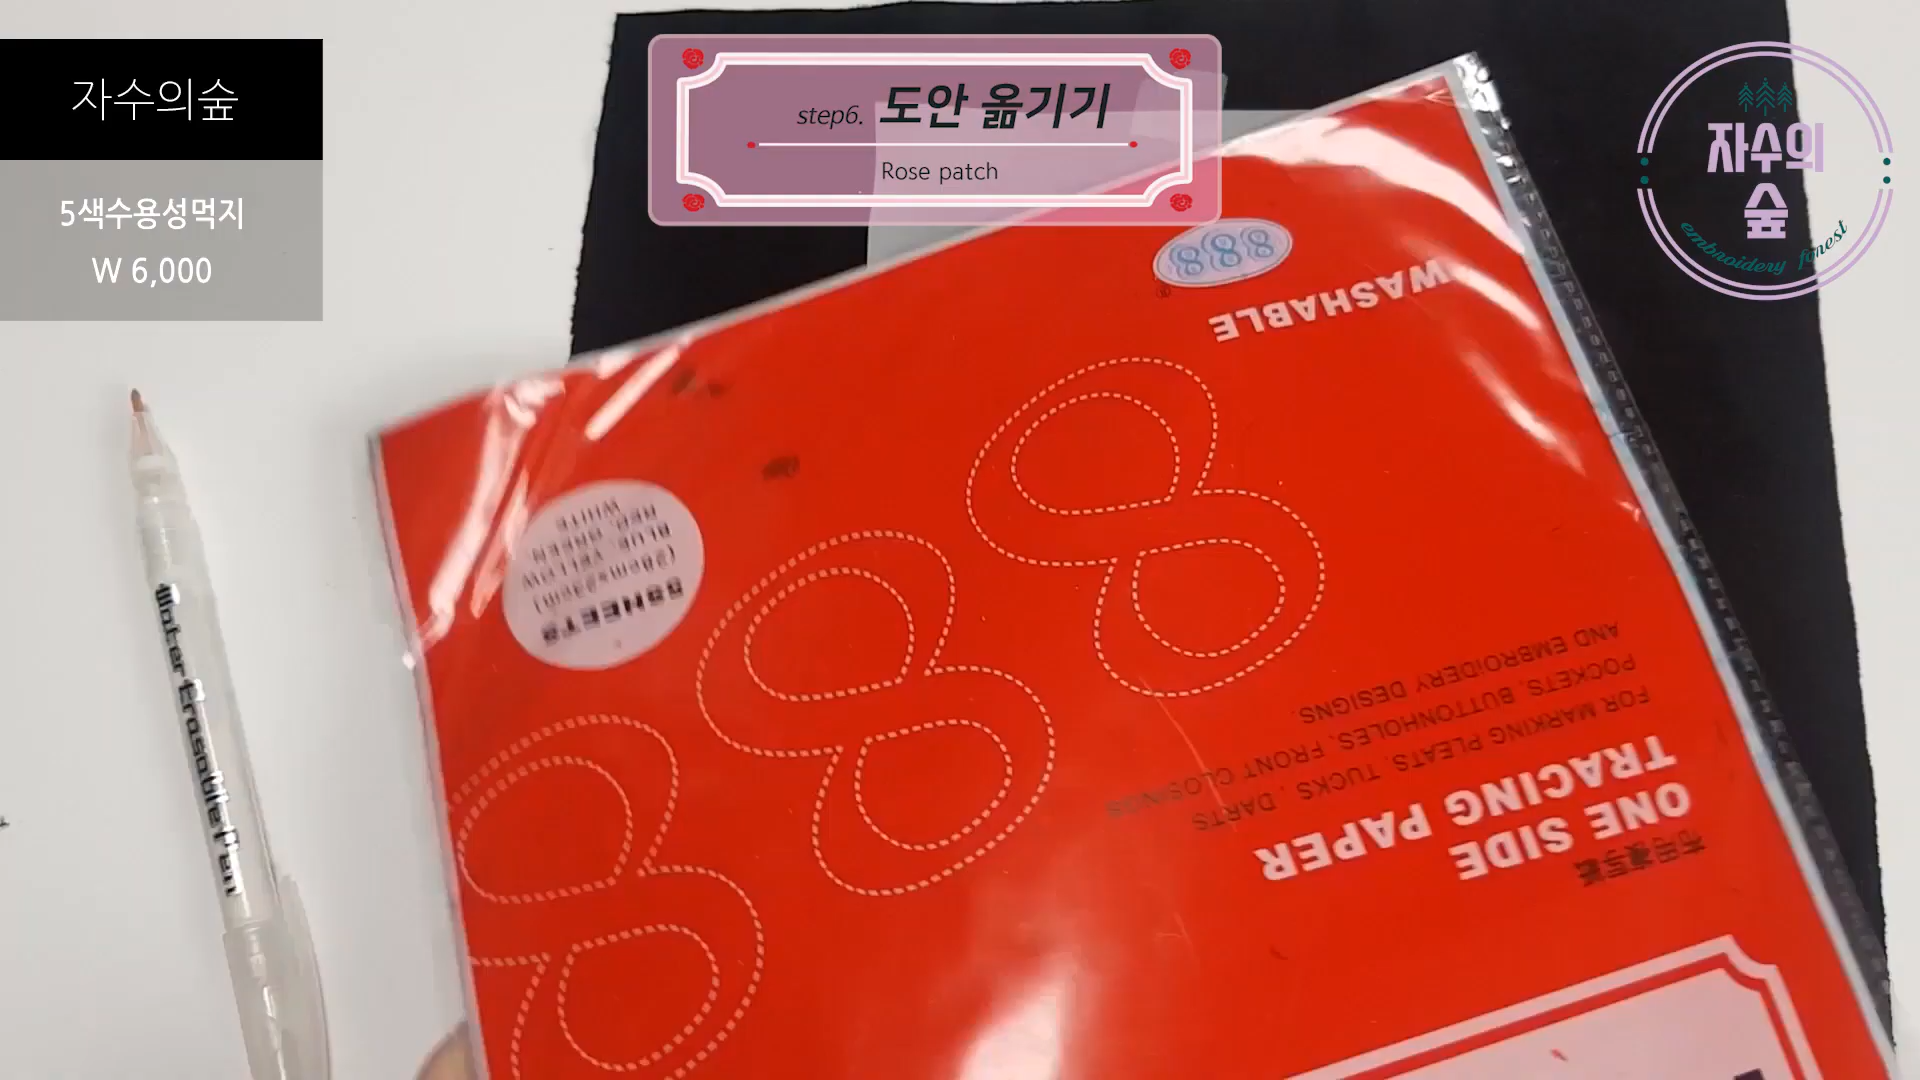 자수의숲
5색수용성먹지
W 6,000
step6. 도안 옮기기
Rose patch
자수의
숲
embroidery forest
888
WASHABLE
5SHEETS
(28cmx23cm)
BLUE, YELLOW
RED, GREEN
WHITE
ONE SIDE
TRACING PAPER
FOR MARKING PLEATS, TUCKS, DARTS
POCKETS, BUTTONHOLES, FRONT CLOSINGS
AND EMBROIDERY DESIGNS.
Water Erasable Pen